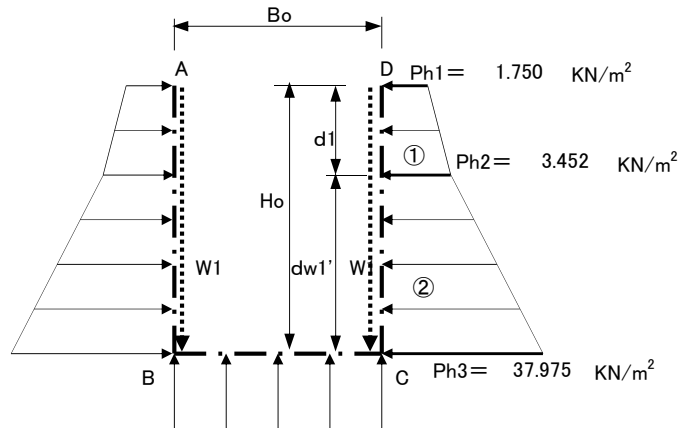 Bo
A
D
Ph1＝ 1.750 KN/m²
d1
①
Ph2＝ 3.452 KN/m²
Ho
W1
dw1'
W1
②
B
C
Ph3＝ 37.975 KN/m²